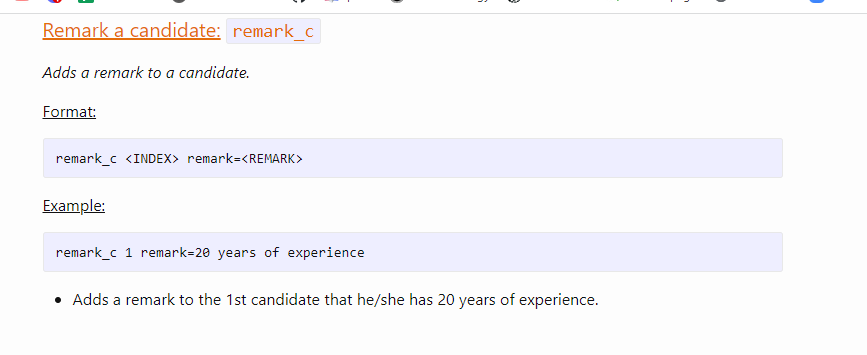 Remark a candidate: remark_c
Adds a remark to a candidate.
Format:
remark_c <INDEX> remark=<REMARK>
Example:
remark_c 1 remark=20 years of experience
Adds a remark to the 1st candidate that he/she has 20 years of experience.